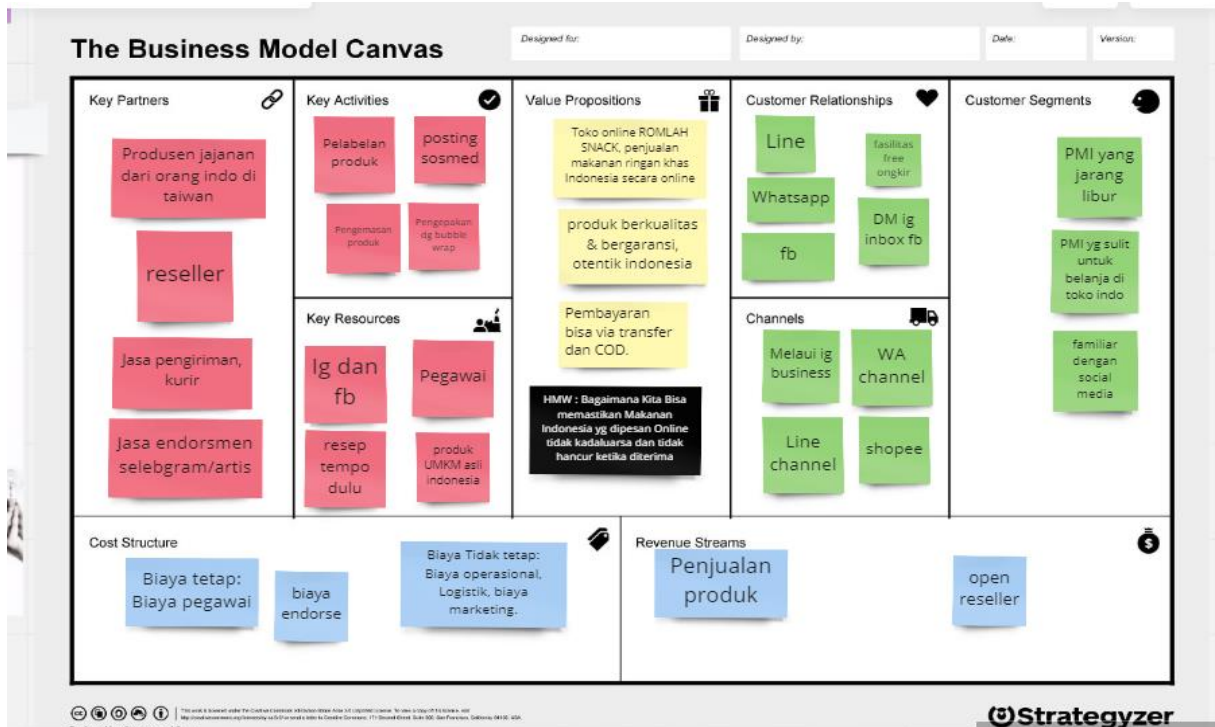 The Business Model Canvas
Designed for:
Designed by:
Date:
Version:
Key Partners
Produsen jajanan
dari orang indo di
taiwan
reseller
Jasa pengiriman,
kurir
Jasa endorsmen
selebgram/artis
Key Activities
Pelabelan
produk
posting
sosmed
Pengemasan
produk
Pengepakan
dg bubble
wrap
Key Resources
Ig dan
fb
Pegawai
resep
tempo
dulu
produk
UMKM asli
indonesia
Value Propositions
Toko online ROMLAH
SNACK, penjualan
makanan ringan khas
Indonesia secara online
produk berkualitas
& bergaransi,
otentik indonesia
Pembayaran
bisa via transfer
dan COD.
HMW : Bagaimana Kita Bisa
memastikan Makanan
Indonesia yg dipesan Online
tidak kadaluarsa dan tidak
hancur ketika diterima
Customer Relationships
Line
fasilitas
free
ongkir
Whatsapp
DM ig
inbox fb
fb
Channels
Melaui ig
business
WA
channel
Line
channel
shopee
Customer Segments
PMI yang
jarang
libur
PMI yg sulit
untuk
belanja di
toko indo
familiar
dengan
social
media
Cost Structure
Biaya tetap:
Biaya pegawai
biaya
endorse
Biaya Tidak tetap:
Biaya operasional,
Logistik, biaya
marketing.
Revenue Streams
Penjualan
produk
open
reseller
Strategyzer